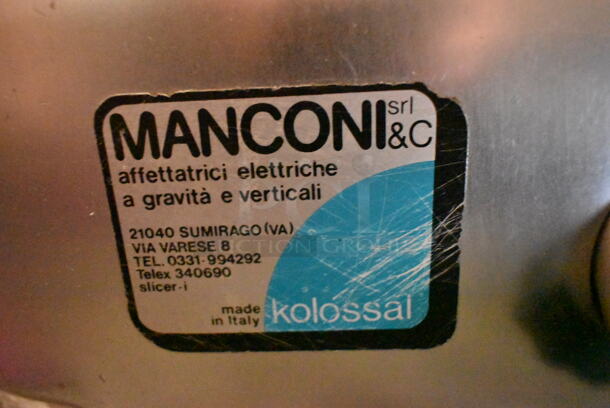 MANCONI srl
&C
affettatrici elettriche
a gravità e verticali
21040 SUMIRAGO (VA)
VIA VARESE 8
TEL. 0331-994292
Telex 340690
slicer-i
made
in Italy
kolossal